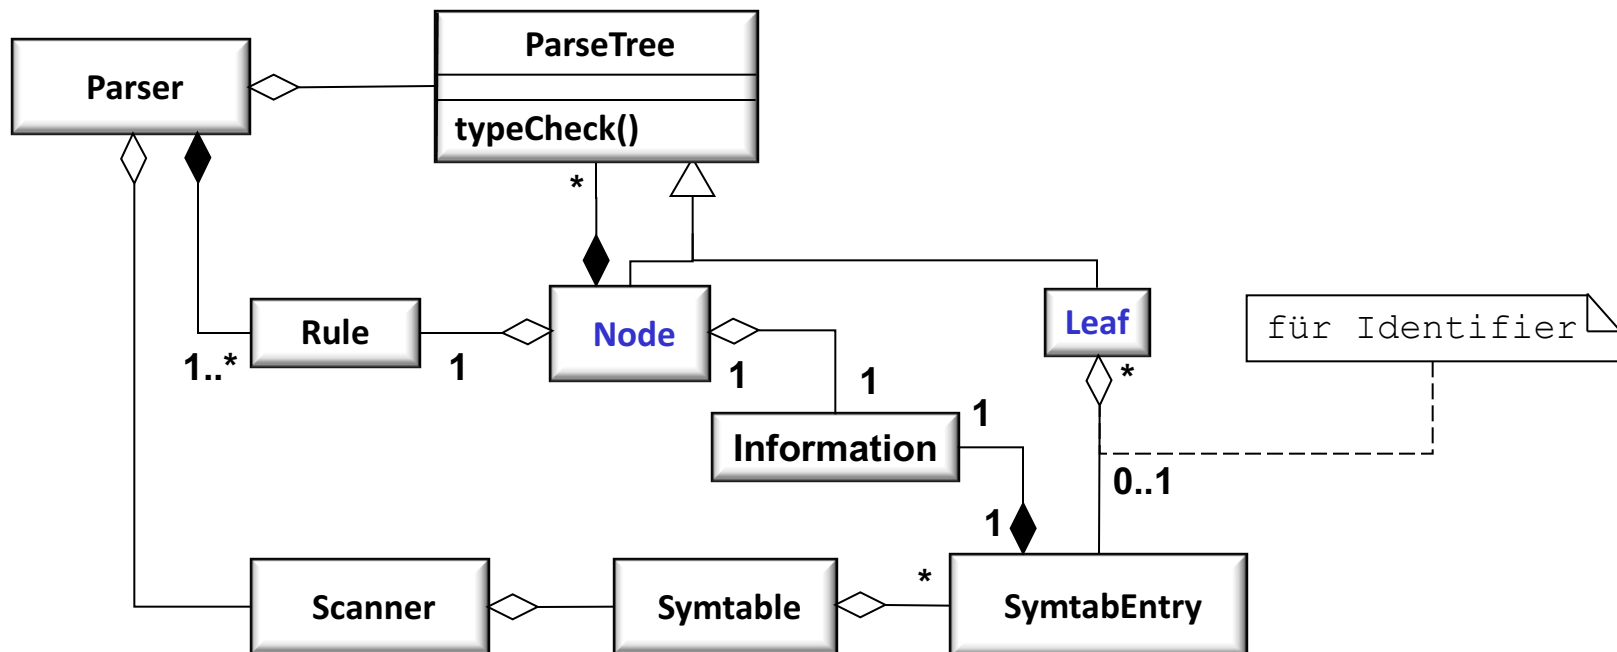 ParseTree
Parser
typeCheck()
*
Rule
Node
Leaf
für Identifier
1..*
1
1
1
*
1
Information
0..1
1
Scanner
Symtable
*
SymtabEntry